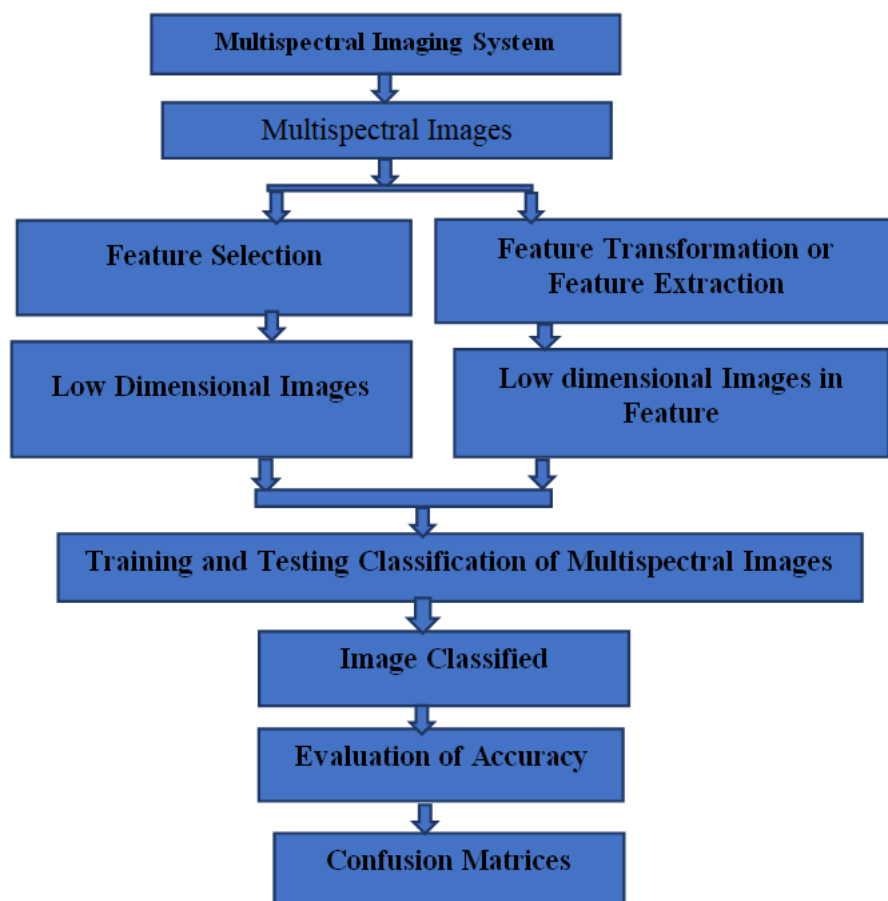 Multispectral Imaging System
Multispectral Images
Feature Selection
Feature Transformation or
Feature Extraction
Low Dimensional Images
Low dimensional Images in
Feature
Training and Testing Classification of Multispectral Images
Image Classified
Evaluation of Accuracy
Confusion Matrices